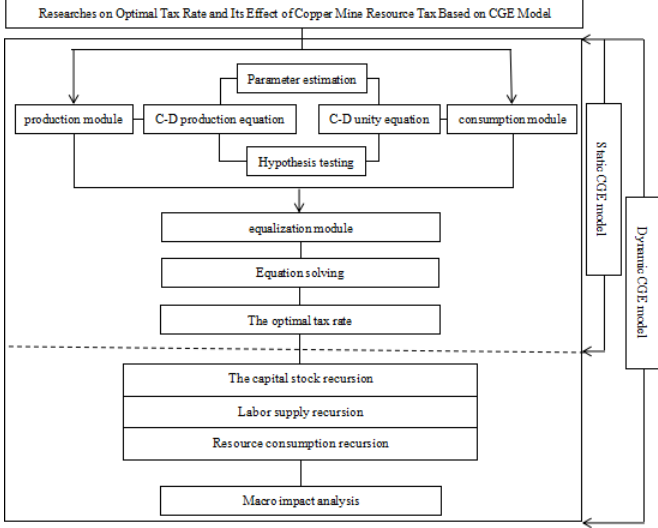 Researches on Optimal Tax Rate and Its Effect of Copper Mine Resource Tax Based on CGE Model
Parameter estimation
production module
C-D production equation
C-D unity equation
consumption module
Hypothesis testing
equalization module
Equation solving
The optimal tax rate
The capital stock recursion
Labor supply recursion
Resource consumption recursion
Macro impact analysis
Static CGE model
Dynamic CGE model